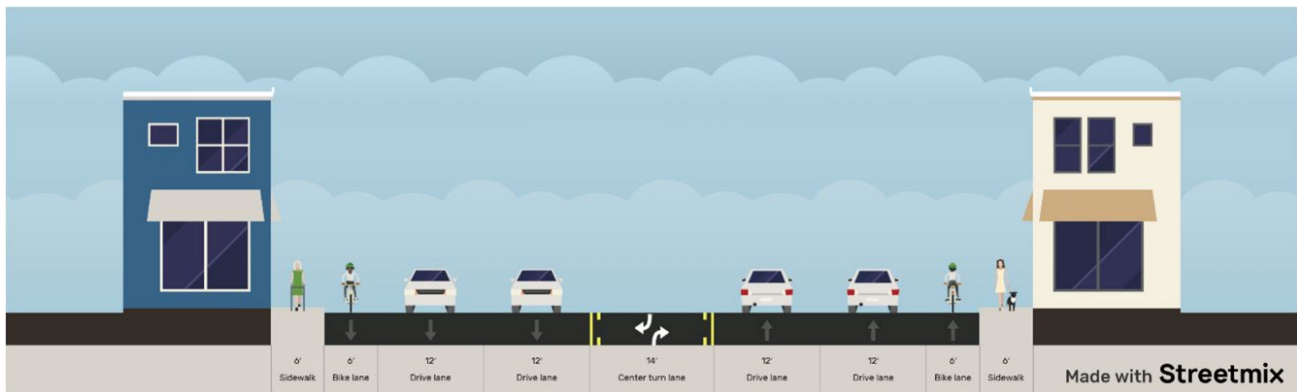 6' 6' 12' 12' 14' 12' 12' 6' 6'
Sidewalk Bike lane Drive lane Drive lane Center turn lane Drive lane Drive lane Bike lane Sidewalk
Made with Streetmix